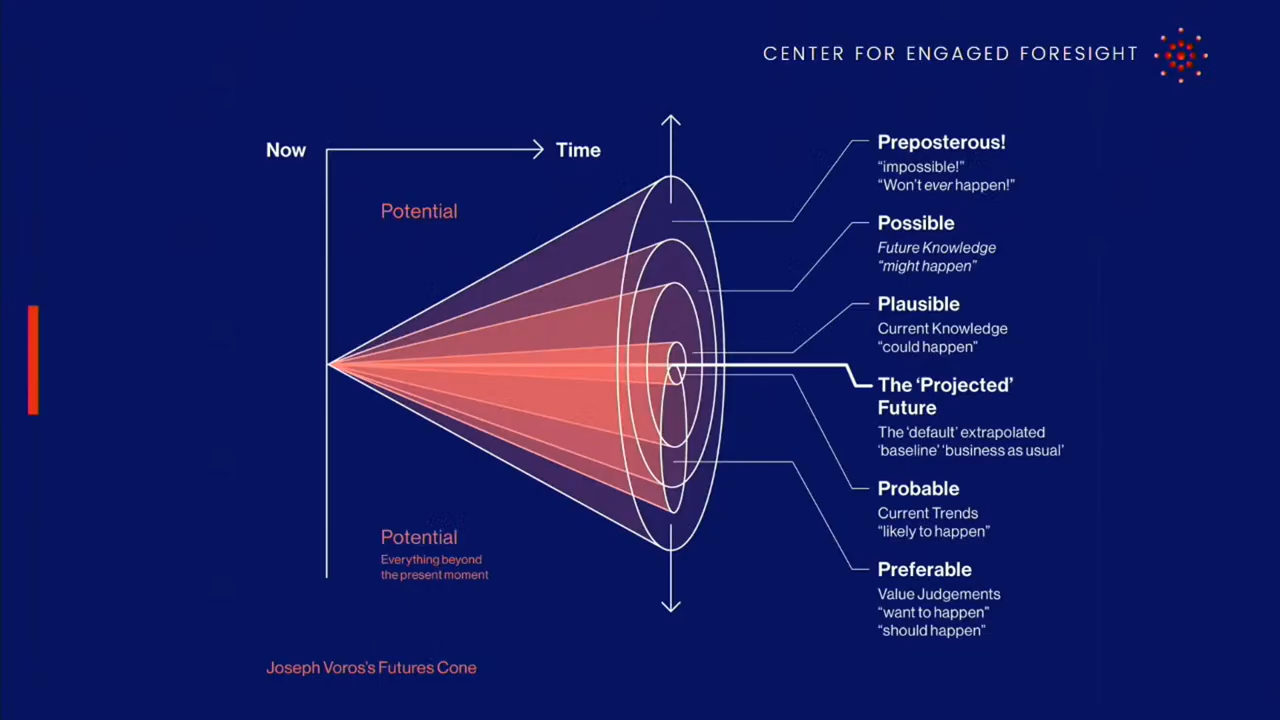 CENTER FOR ENGAGED FORESIGHT
Now
Time
Potential
Preposterous!
“impossible!”
“Won’t ever happen!”
Possible
Future Knowledge
“might happen”
Plausible
Current Knowledge
“could happen”
The ‘Projected’
Future
The ‘default’ extrapolated
‘baseline’ ‘business as usual’
Probable
Current Trends
“likely to happen”
Preferable
Value Judgements
“want to happen”
“should happen”
Potential
Everything beyond
the present moment
Joseph Voros’s Futures Cone